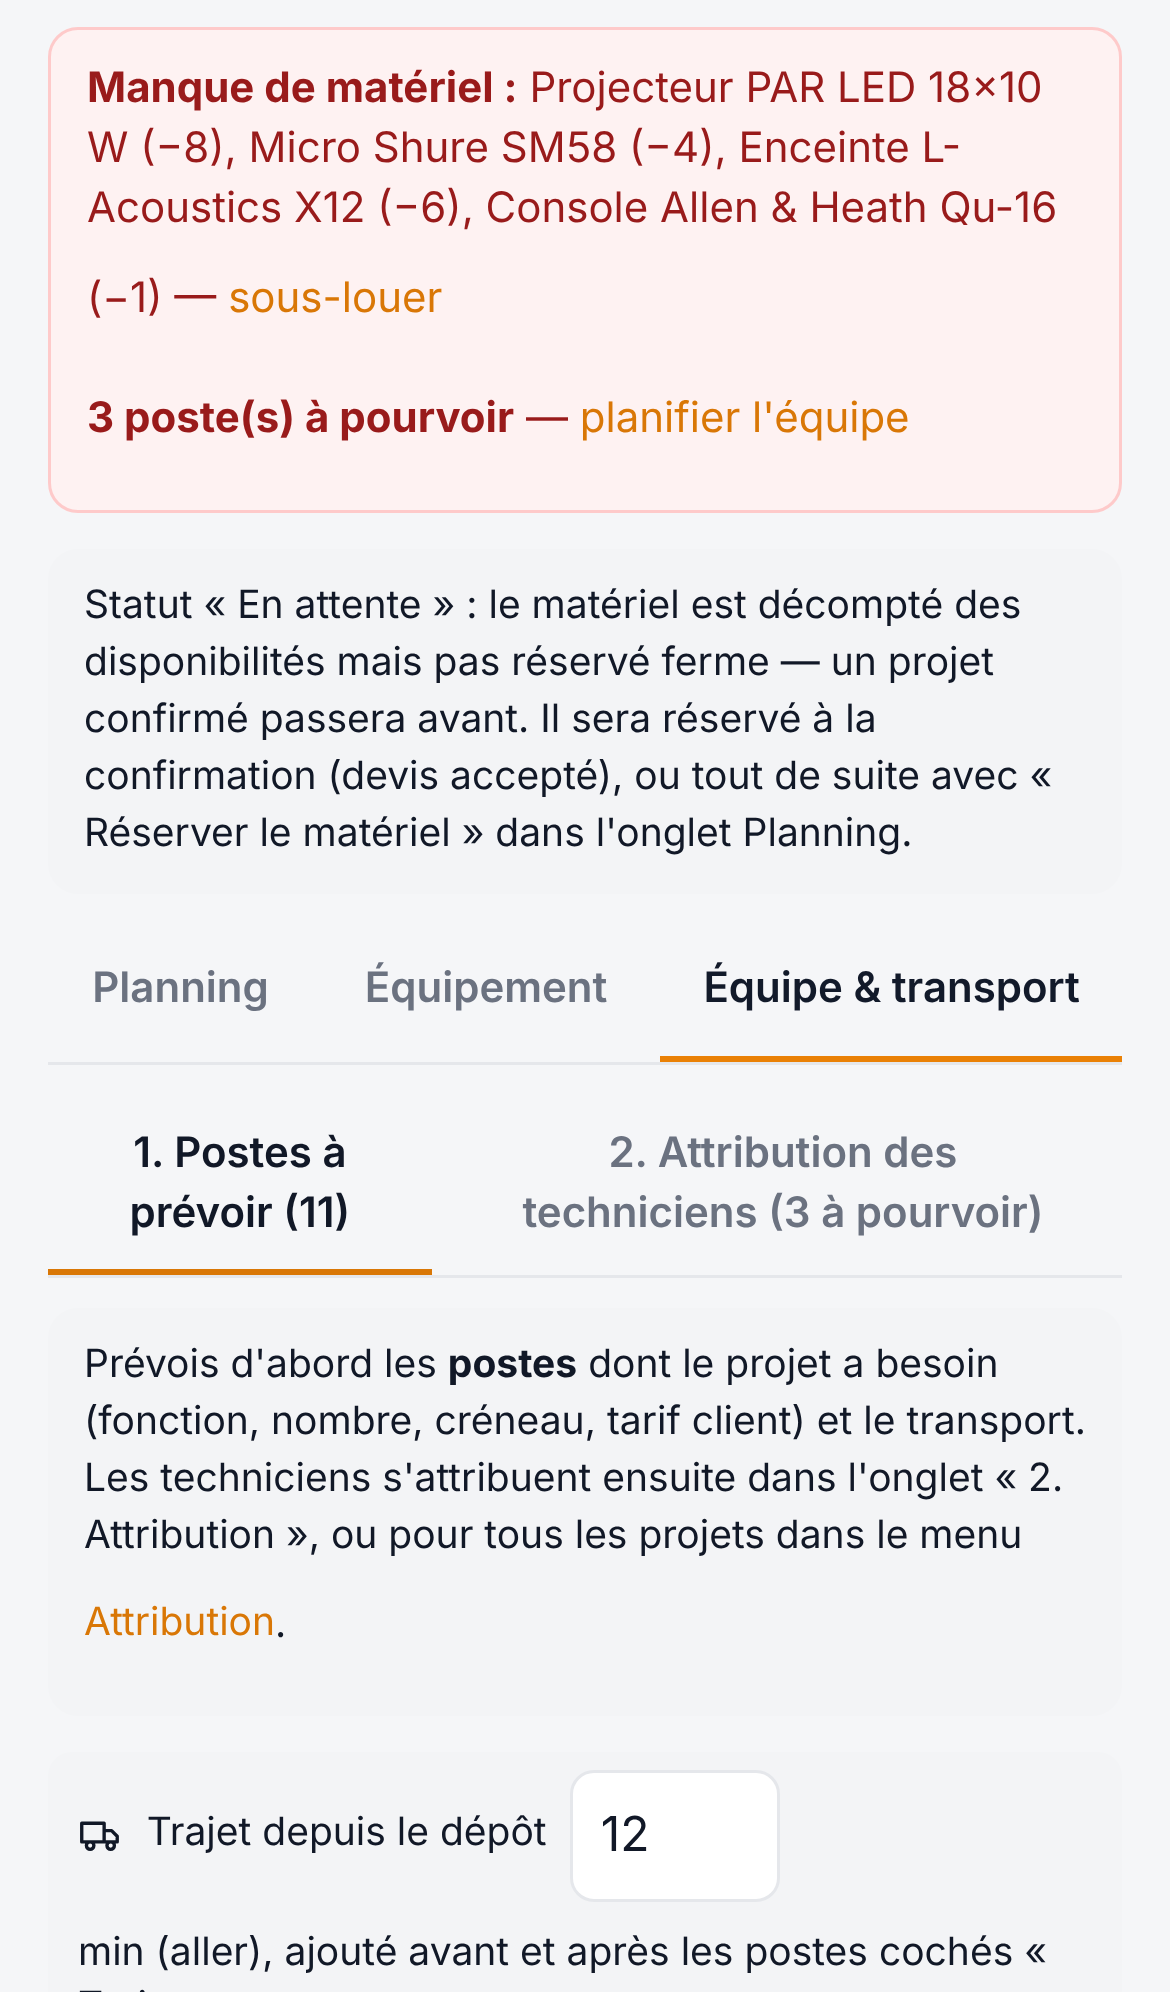 Manque de matériel : Projecteur PAR LED 18×10
W (−8), Micro Shure SM58 (−4), Enceinte L-
Acoustics X12 (−6), Console Allen & Heath Qu-16
(−1) — sous-louer
3 poste(s) à pourvoir — planifier l'équipe
Statut « En attente » : le matériel est décompté des
disponibilités mais pas réservé ferme — un projet
confirmé passera avant. Il sera réservé à la
confirmation (devis accepté), ou tout de suite avec «
Réserver le matériel » dans l'onglet Planning.
Planning Équipement Équipe & transport
1. Postes à
prévoir (11)
2. Attribution des
techniciens (3 à pourvoir)
Prévois d'abord les postes dont le projet a besoin
(fonction, nombre, créneau, tarif client) et le transport.
Les techniciens s'attribuent ensuite dans l'onglet « 2.
Attribution », ou pour tous les projets dans le menu
Attribution.
Trajet depuis le dépôt 12
min (aller), ajouté avant et après les postes cochés «